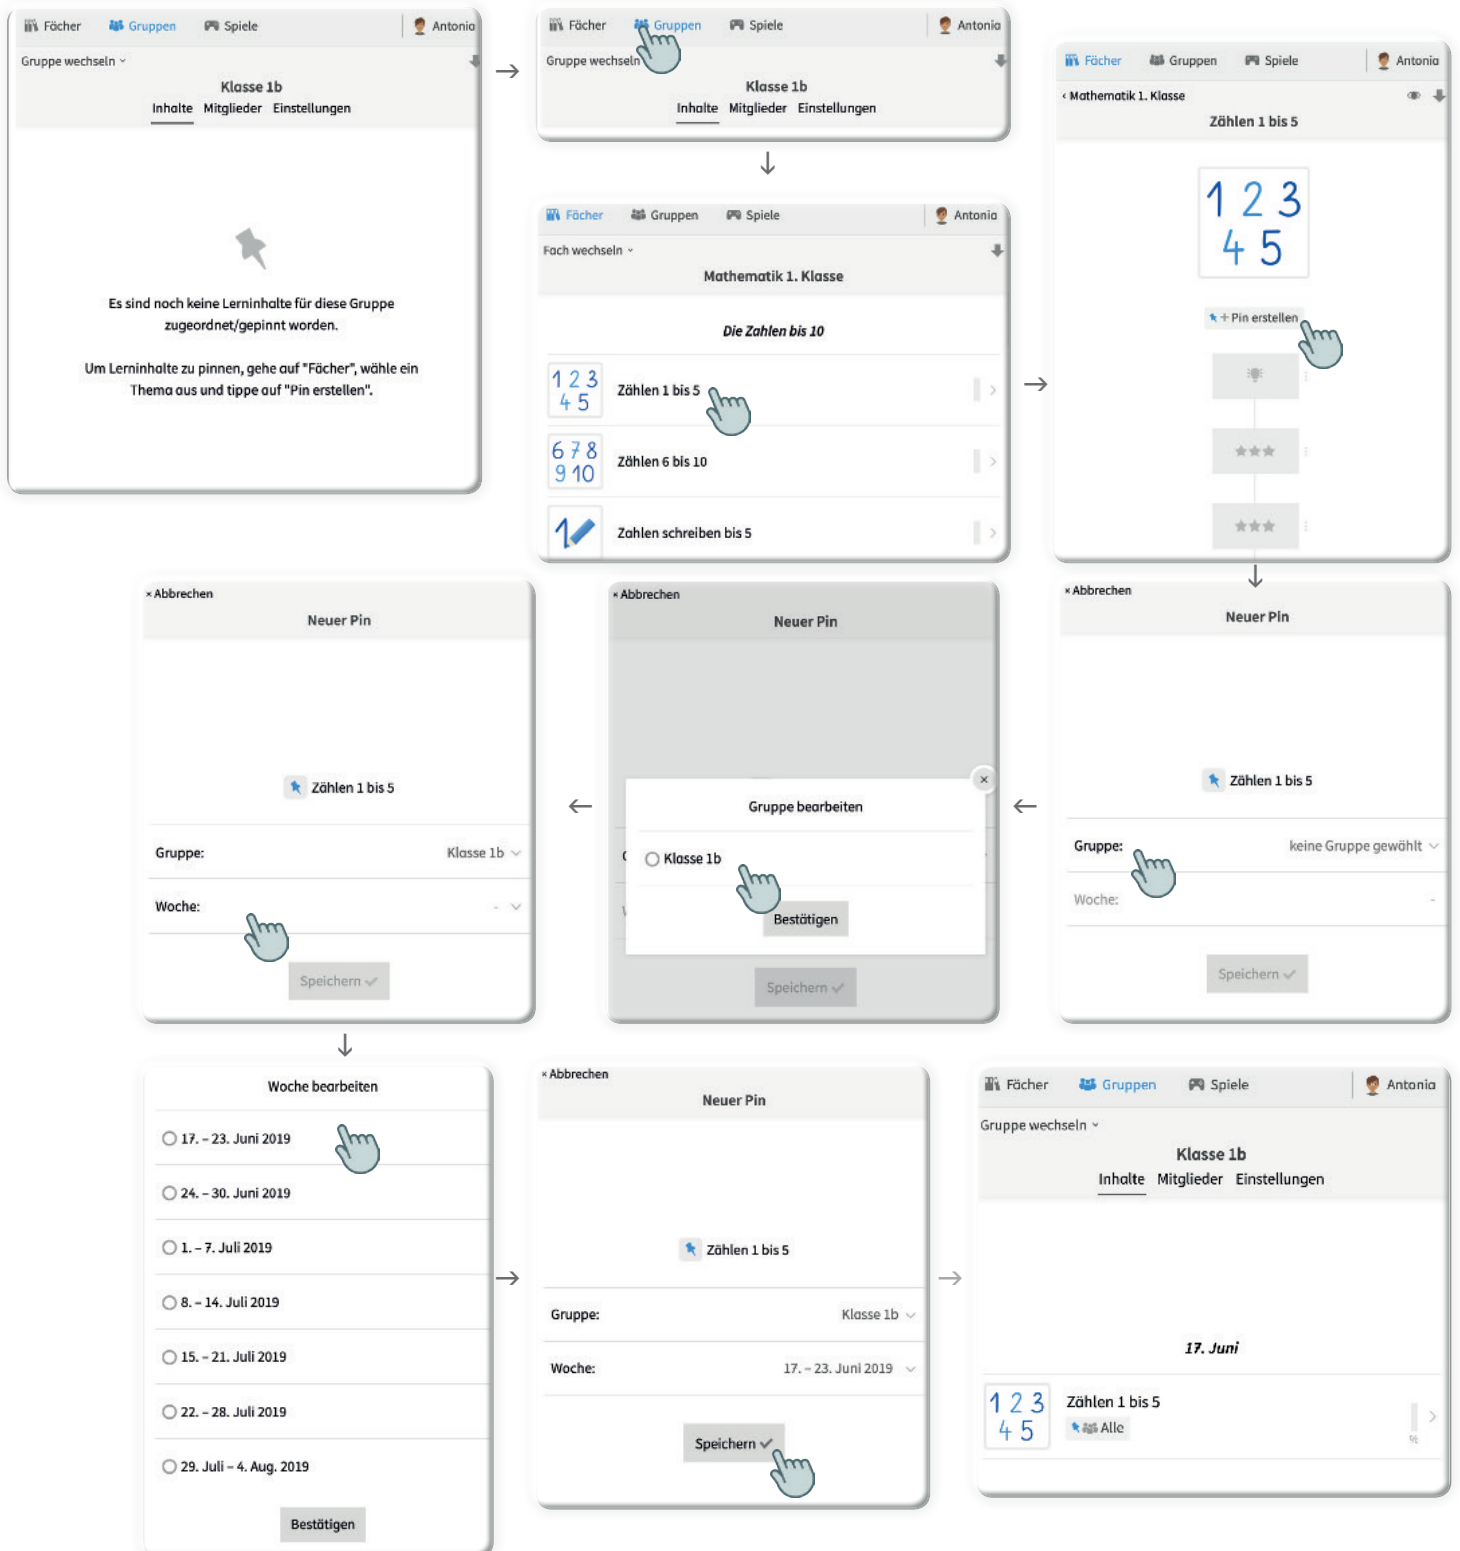 Fächer Gruppen Spiele Antonia
Gruppe wechseln
Klasse 1b
Inhalte Mitglieder Einstellungen
Es sind noch keine Lerninhalte für diese Gruppe
zugeordnet/gepinnt worden.
Um Lerninhalte zu pinnen, gehe auf "Fächer", wähle ein
Thema aus und tippe auf "Pin erstellen".
Fächer Gruppen Spiele Antonia
Gruppe wechseln
Klasse 1b
Inhalte Mitglieder Einstellungen
Fächer Gruppen Spiele Antonia
Fach wechseln
Mathematik 1. Klasse
Die Zahlen bis 10
1 2 3
4 5
Zählen 1 bis 5
6 7 8
9 10
Zählen 6 bis 10
1
Zahlen schreiben bis 5
Fächer Gruppen Spiele Antonia
‹ Mathematik 1. Klasse
Zählen 1 bis 5
1 2 3
4 5
+ Pin erstellen
× Abbrechen
Neuer Pin
Zählen 1 bis 5
Gruppe: keine Gruppe gewählt
Woche: -
Speichern
× Abbrechen
Neuer Pin
Gruppe bearbeiten
Klasse 1b
Bestätigen
Speichern
× Abbrechen
Neuer Pin
Zählen 1 bis 5
Gruppe: Klasse 1b
Woche: -
Speichern
Woche bearbeiten
17. – 23. Juni 2019
24. – 30. Juni 2019
1. – 7. Juli 2019
8. – 14. Juli 2019
15. – 21. Juli 2019
22. – 28. Juli 2019
29. Juli – 4. Aug. 2019
Bestätigen
× Abbrechen
Neuer Pin
Zählen 1 bis 5
Gruppe: Klasse 1b
Woche: 17. – 23. Juni 2019
Speichern
Fächer Gruppen Spiele Antonia
Gruppe wechseln
Klasse 1b
Inhalte Mitglieder Einstellungen
17. Juni
1 2 3
4 5
Zählen 1 bis 5
Alle